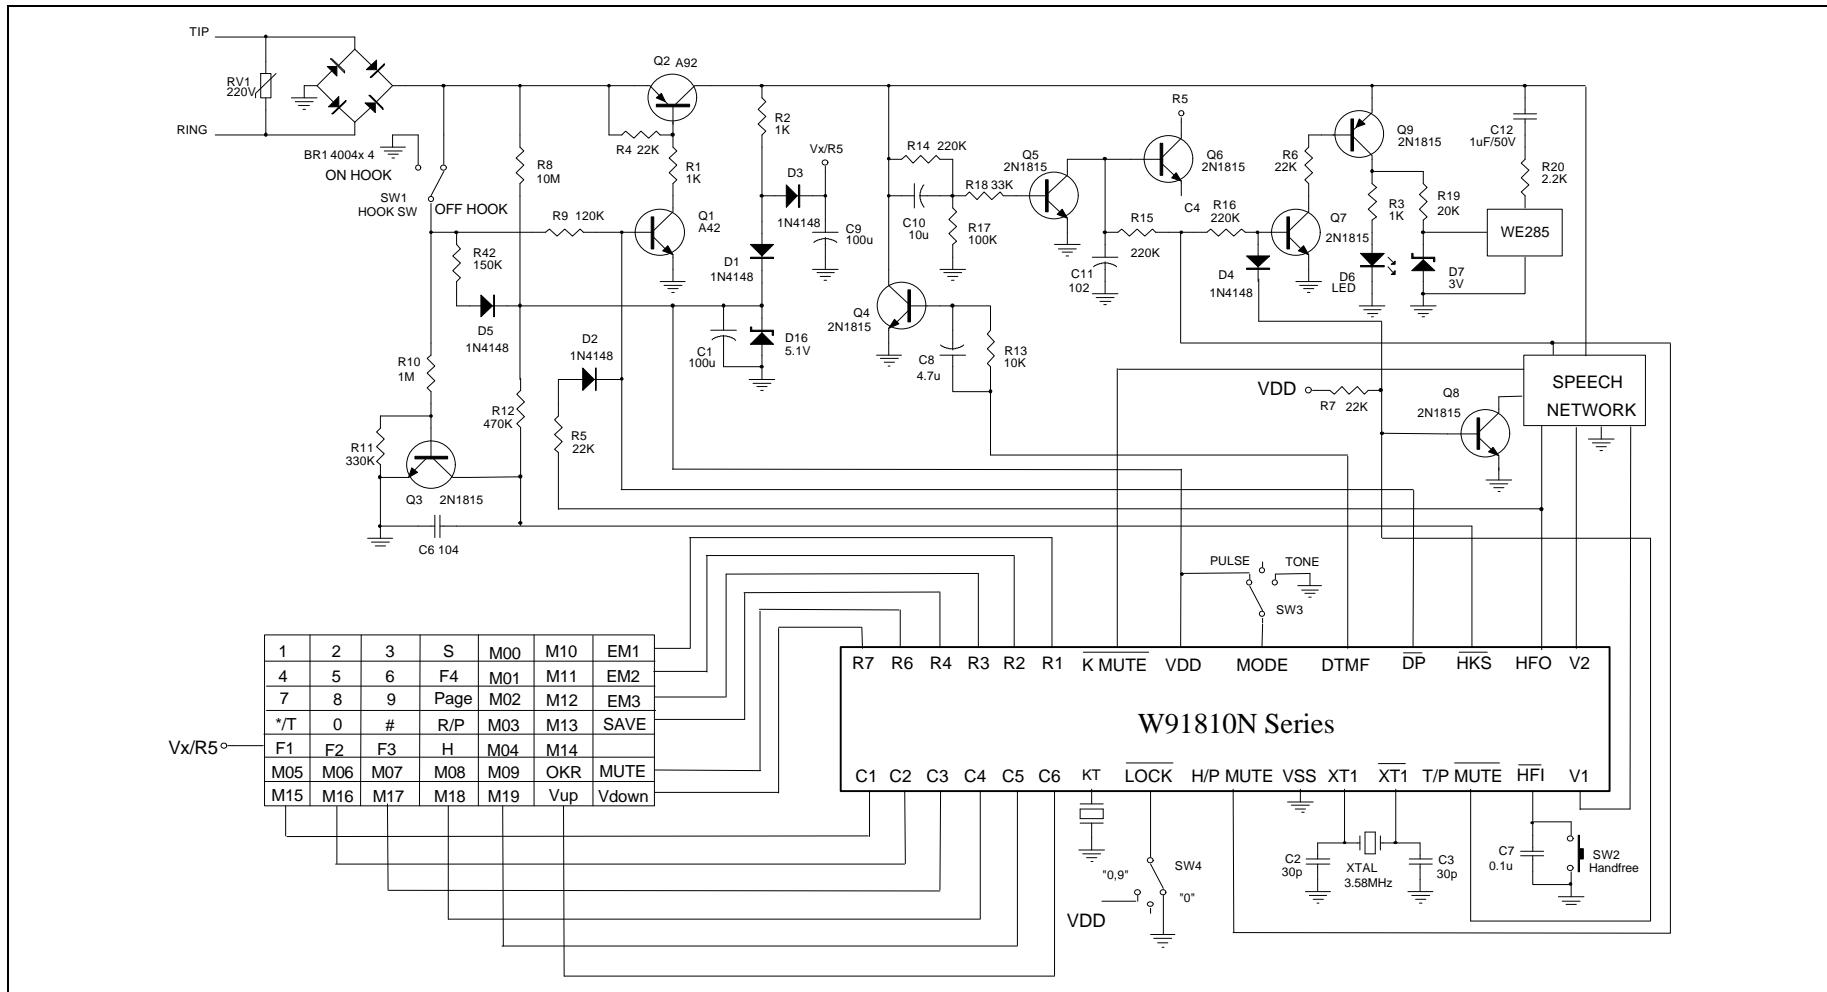 TIP
RV1
220V
RING
BR1 4004x 4
ON HOOK
SW1
HOOK SW
OFF HOOK
R8
10M
Q2 A92
R4 22K
R1
1K
R2
1K
Vx/R5
D3
1N4148
C9
100u
R9 120K
Q1
A42
R42
150K
D5
1N4148
D1
1N4148
D2
1N4148
C1
100u
D16
5.1V
R10
1M
R12
470K
R11
330K
Q3 2N1815
C6 104
R5
22K
R14 220K
C10
10u
R18 33K
R17
100K
Q5
2N1815
Q4
2N1815
C8
4.7u
R13
10K
R5
Q6
2N1815
C4
R15
220K
R16
220K
C11
102
D4
1N4148
R6
22K
Q7
2N1815
Q9
2N1815
R3
1K
D6
LED
R19
20K
D7
3V
C12
1uF/50V
R20
2.2K
WE285
SPEECH
NETWORK
VDD
R7 22K
Q8
2N1815
PULSE TONE
SW3
1 2 3 S M00 M10 EM1
4 5 6 F4 M01 M11 EM2
7 8 9 Page M02 M12 EM3
*/T 0 # R/P M03 M13 SAVE
Vx/R5
F1 F2 F3 H M04 M14
M05 M06 M07 M08 M09 OKR MUTE
M15 M16 M17 M18 M19 Vup Vdown
R7 R6 R4 R3 R2 R1 K MUTE VDD MODE DTMF DP HKS HFO V2
W91810N Series
C1 C2 C3 C4 C5 C6 KT LOCK H/P MUTE VSS XT1 XT1 T/P MUTE HFI V1
SW4
"0,9"
"0"
VDD
C2
30p
XTAL
3.58MHz
C3
30p
C7
0.1u
SW2
Handfree